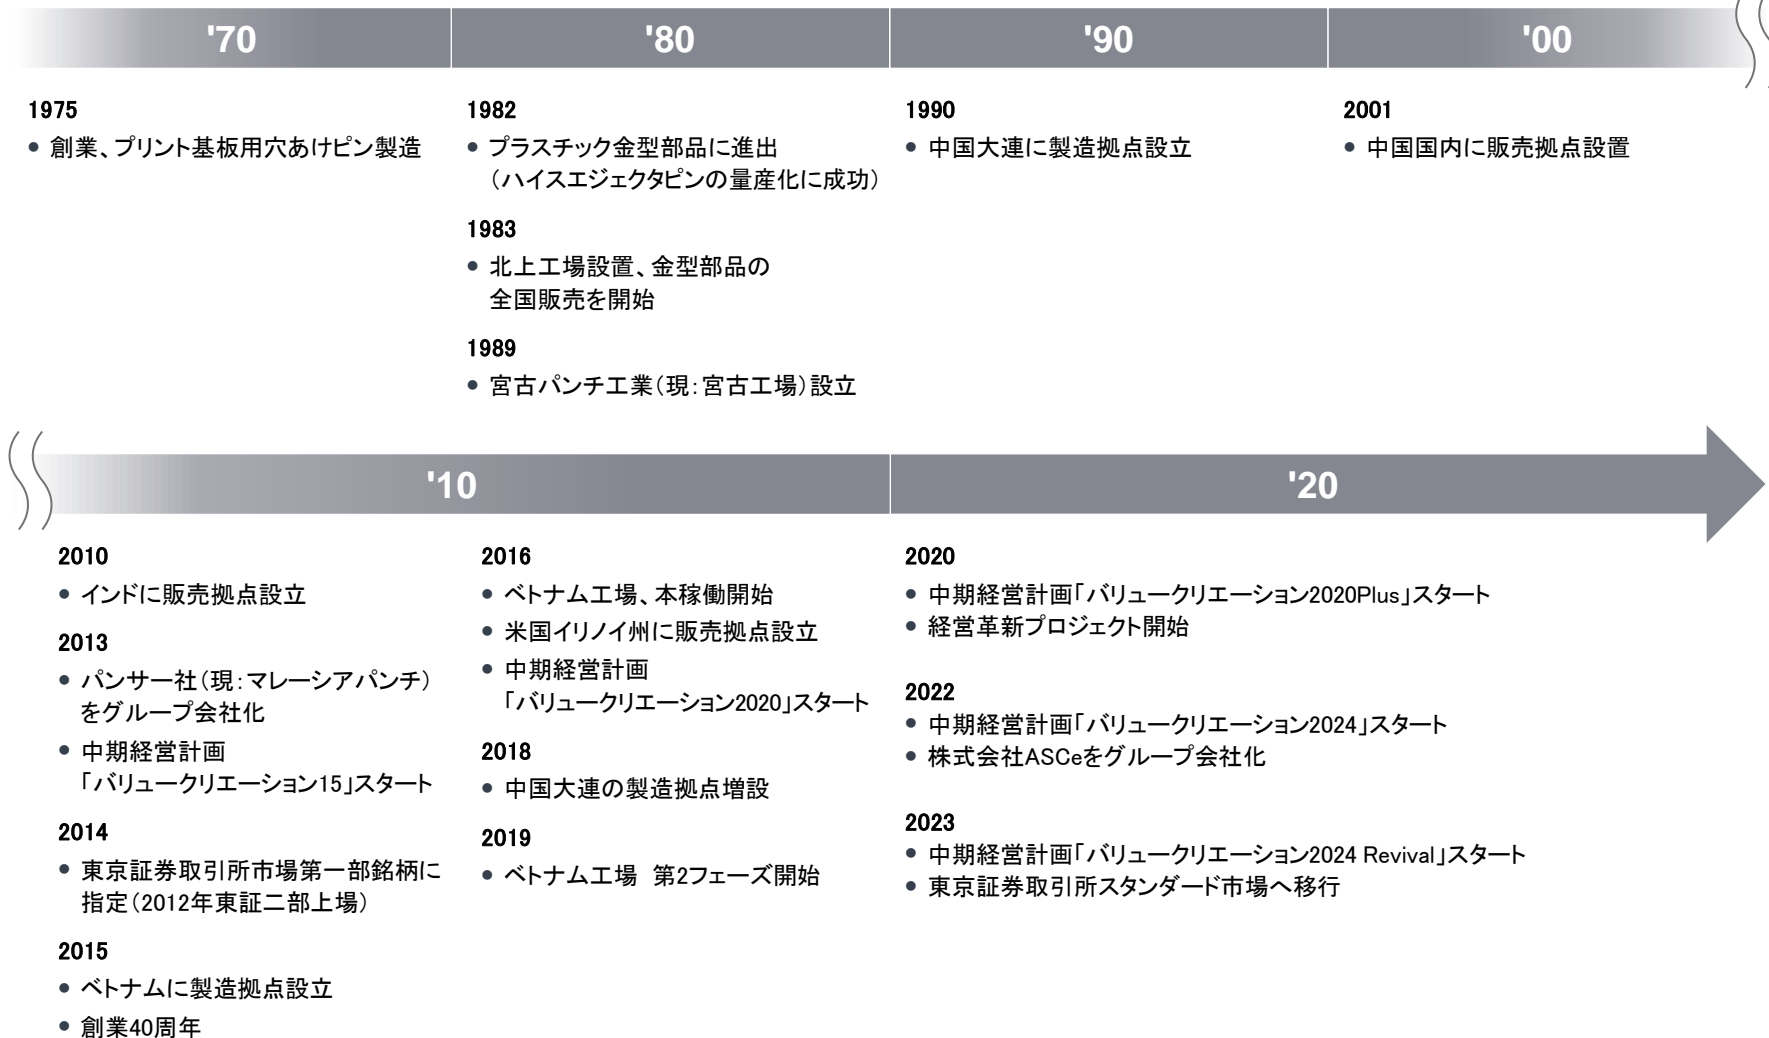 '70
'80
'90
'00
1975
● 創業、プリント基板用穴あけピン製造
1982
● プラスチック金型部品に進出
（ハイスエジェクタピンの量産化に成功）
1983
● 北上工場設置、金型部品の
全国販売を開始
1989
● 宮古パンチ工業（現：宮古工場）設立
1990
● 中国大連に製造拠点設立
2001
● 中国国内に販売拠点設置
'10
'20
2010
● インドに販売拠点設立
2013
● パンサー社（現：マレーシアパンチ）
をグループ会社化
● 中期経営計画
「バリュークリエーション15」スタート
2014
● 東京証券取引所市場第一部銘柄に
指定（2012年東証二部上場）
2015
● ベトナムに製造拠点設立
● 創業40周年
2016
● ベトナム工場、本稼働開始
● 米国イリノイ州に販売拠点設立
● 中期経営計画
「バリュークリエーション2020」スタート
2018
● 中国大連の製造拠点増設
2019
● ベトナム工場　第2フェーズ開始
2020
● 中期経営計画「バリュークリエーション2020Plus」スタート
● 経営革新プロジェクト開始
2022
● 中期経営計画「バリュークリエーション2024」スタート
● 株式会社ASCeをグループ会社化
2023
● 中期経営計画「バリュークリエーション2024 Revival」スタート
● 東京証券取引所スタンダード市場へ移行